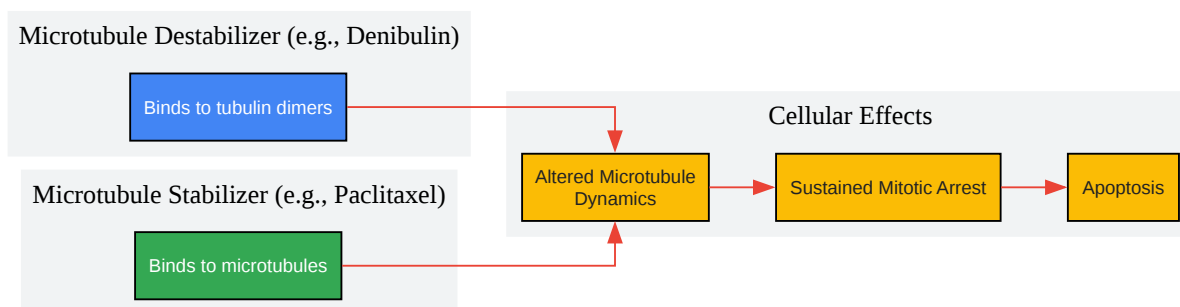 Microtubule Destabilizer (e.g., Denibulin)
Binds to tubulin dimers
Microtubule Stabilizer (e.g., Paclitaxel)
Binds to microtubules
Cellular Effects
Altered Microtubule
Dynamics
Sustained Mitotic Arrest
Apoptosis